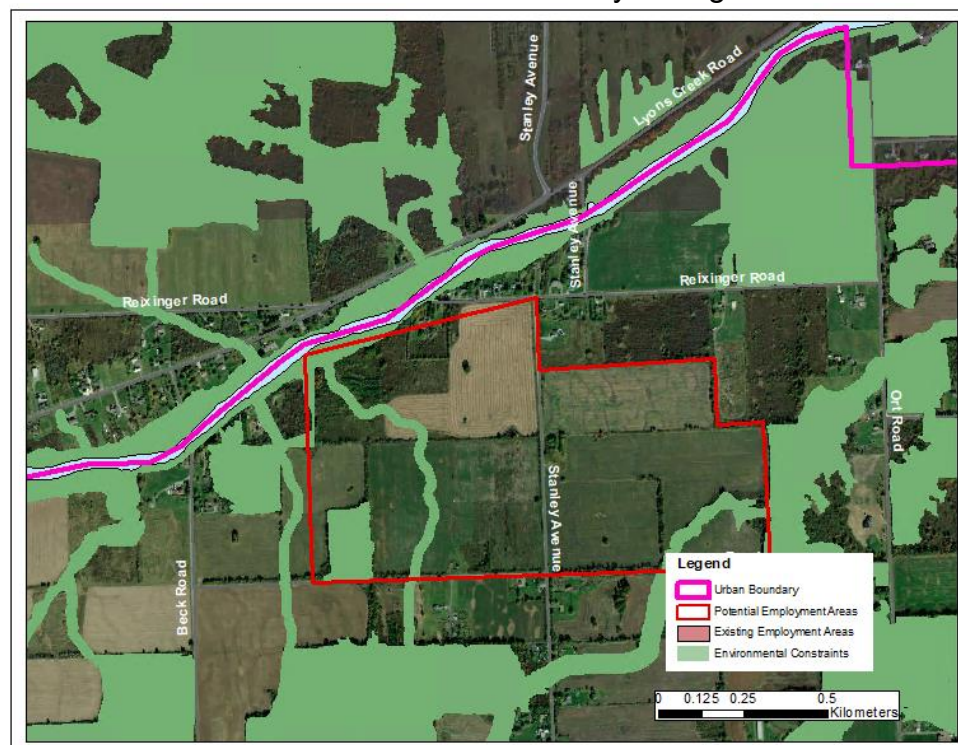 Stanley Avenue
Lyons Creek Road
Stanley Avenue
Reixinger Road
Reixinger Road
Ort Road
Stanley Avenue
Beck Road
Legend
Urban Boundary
Potential Employment Areas
Existing Employment Areas
Environmental Constraints
0 0.125 0.25 0.5
Kilometers